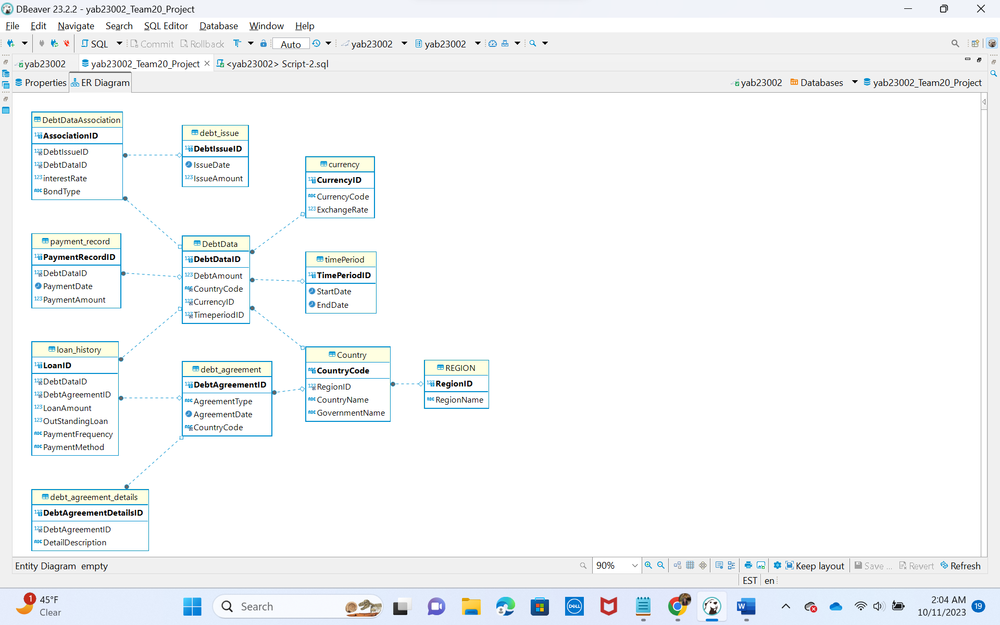 DBeaver 23.2.2 - yab23002_Team20_Project
File Edit Navigate Search SQL Editor Database Window Help
SQL Commit Rollback Auto yab23002 yab23002
yab23002 yab23002_Team20_Project <yab23002> Script-2.sql
Properties ER Diagram yab23002 Databases yab23002_Team20_Project
DebtDataAssociation
AssociationID
DebtIssueID
DebtDataID
interestRate
BondType
debt_issue
DebtIssueID
IssueDate
IssueAmount
currency
CurrencyID
CurrencyCode
ExchangeRate
payment_record
PaymentRecordID
DebtDataID
PaymentDate
PaymentAmount
DebtData
DebtDataID
DebtAmount
CountryCode
CurrencyID
TimeperiodID
timePeriod
TimePeriodID
StartDate
EndDate
loan_history
LoanID
DebtDataID
DebtAgreementID
LoanAmount
OutStandingLoan
PaymentFrequency
PaymentMethod
debt_agreement
DebtAgreementID
AgreementType
AgreementDate
CountryCode
Country
CountryCode
RegionID
CountryName
GovernmentName
REGION
RegionID
RegionName
debt_agreement_details
DebtAgreementDetailsID
DebtAgreementID
DetailDescription
Entity Diagram empty 90% Keep layout Save ... Revert Refresh
EST en
1 45°F
Clear
Search
DELL
W
2:04 AM
10/11/2023
19